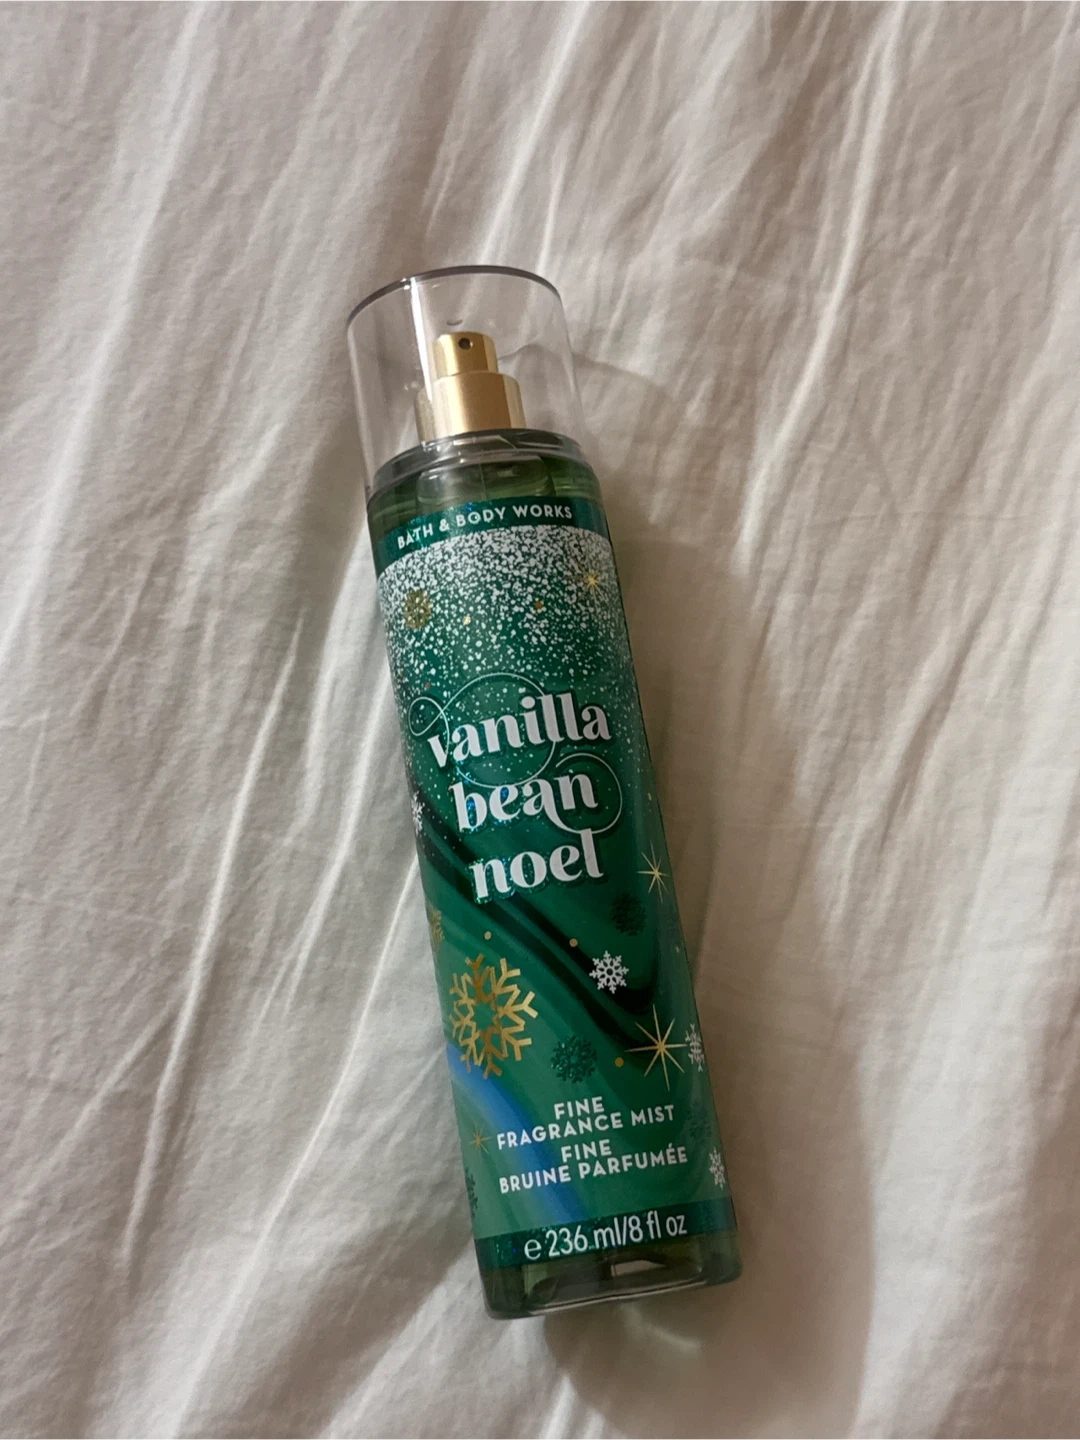 BATH & BODY WORKS
vanilla
bean
noel
FINE
FRAGRANCE MIST
FINE
BRUINE PARFUMÉE
e 236 ml/8 fl oz